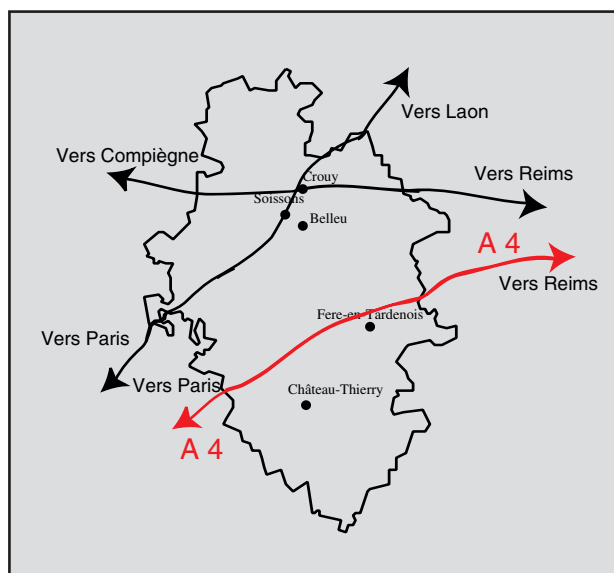 Vers Laon
Vers Compiègne
Crouy
Vers Reims
Soissons
Belleu
A 4
Vers Reims
Fere-en-Tardenois
Vers Paris
Vers Paris
Château-Thierry
A 4